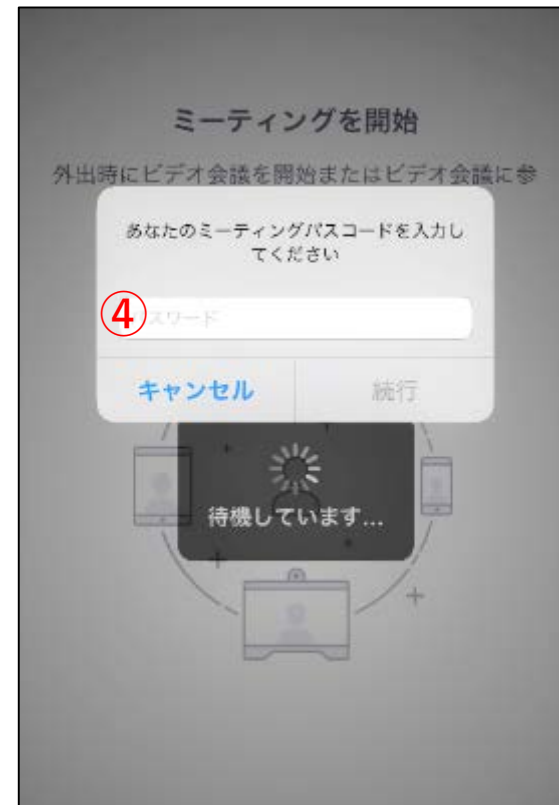 ミーティングを開始
外出時にビデオ会議を開始またはビデオ会議に参
あなたのミーティングパスコードを入力し
てください
④
スワード
キャンセル
続行
待機しています...